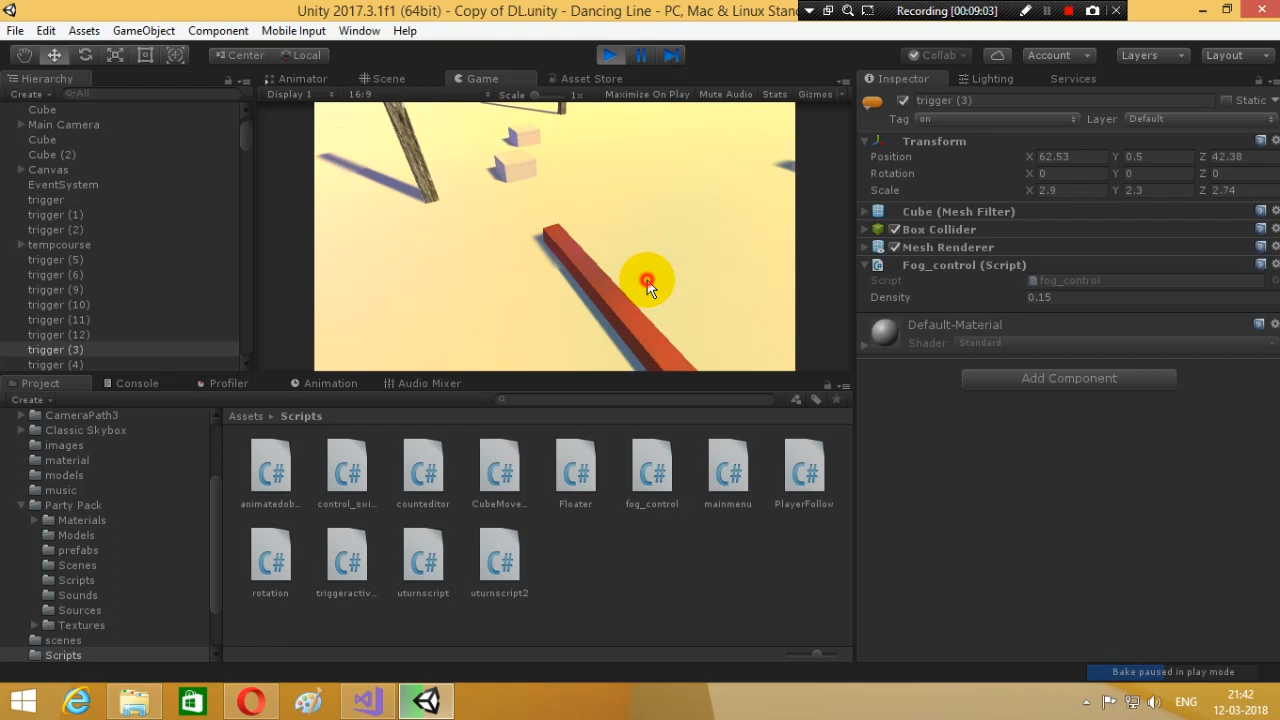 Unity 2017.3.1f1 (64bit) - Copy of DL.unity - Dancing Line - PC, Mac & Linux Stan
Recording [00:09:03]
File Edit Assets GameObject Component Mobile Input Window Help
Center Local
Collab Account Layers Layout
Hierarchy
Create All
Cube
Main Camera
Cube
Cube (2)
Canvas
EventSystem
trigger
trigger (1)
trigger (2)
tempcourse
trigger (5)
trigger (6)
trigger (9)
trigger (10)
trigger (11)
trigger (12)
trigger (3)
trigger (4)
Animator Scene Game Asset Store
Display 1 16:9 Scale 1x Maximize On Play Mute Audio Stats Gizmos
Inspector Lighting Services
trigger (3) Static
Tag on Layer Default
Transform
Position X 62.53 Y 0.5 Z 42.38
Rotation X 0 Y 0 Z 0
Scale X 2.9 Y 2.3 Z 2.74
Cube (Mesh Filter)
Box Collider
Mesh Renderer
Fog_control (Script)
Script fog_control
Density 0.15
Default-Material
Shader Standard
Add Component
Project Console Profiler Animation Audio Mixer
Create
CameraPath3
Classic Skybox
images
material
models
music
Party Pack
Materials
Models
prefabs
Scenes
Scripts
Sounds
Sources
Textures
scenes
Scripts
Assets Scripts
C# C# C# C# C# C# C# C#
animatedob... control_swi... counteditor CubeMove... Floater fog_control mainmenu PlayerFollow
C# C# C# C#
rotation triggeractiv... uturnscript uturnscript2
Bake paused in play mode
ENG
21:42
12-03-2018